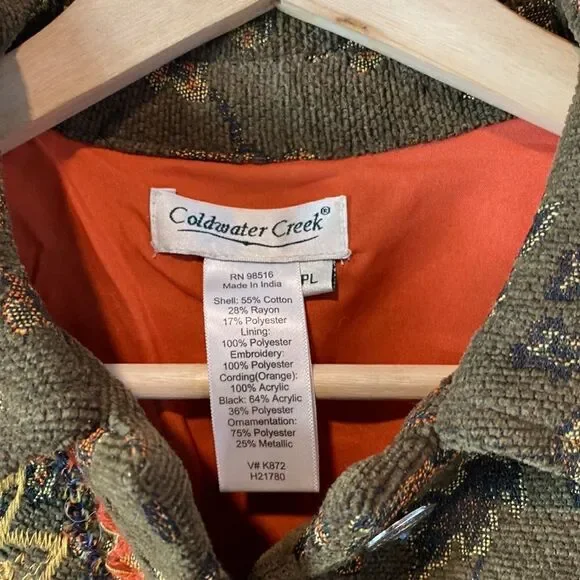 Coldwater Creek®
PL
RN 98516
Made In India
Shell: 55% Cotton
28% Rayon
17% Polyester
Lining:
100% Polyester
Embroidery:
100% Polyester
Cording(Orange):
100% Acrylic
Black: 64% Acrylic
36% Polyester
Ornamentation:
75% Polyester
25% Metallic
V# K872
H21780